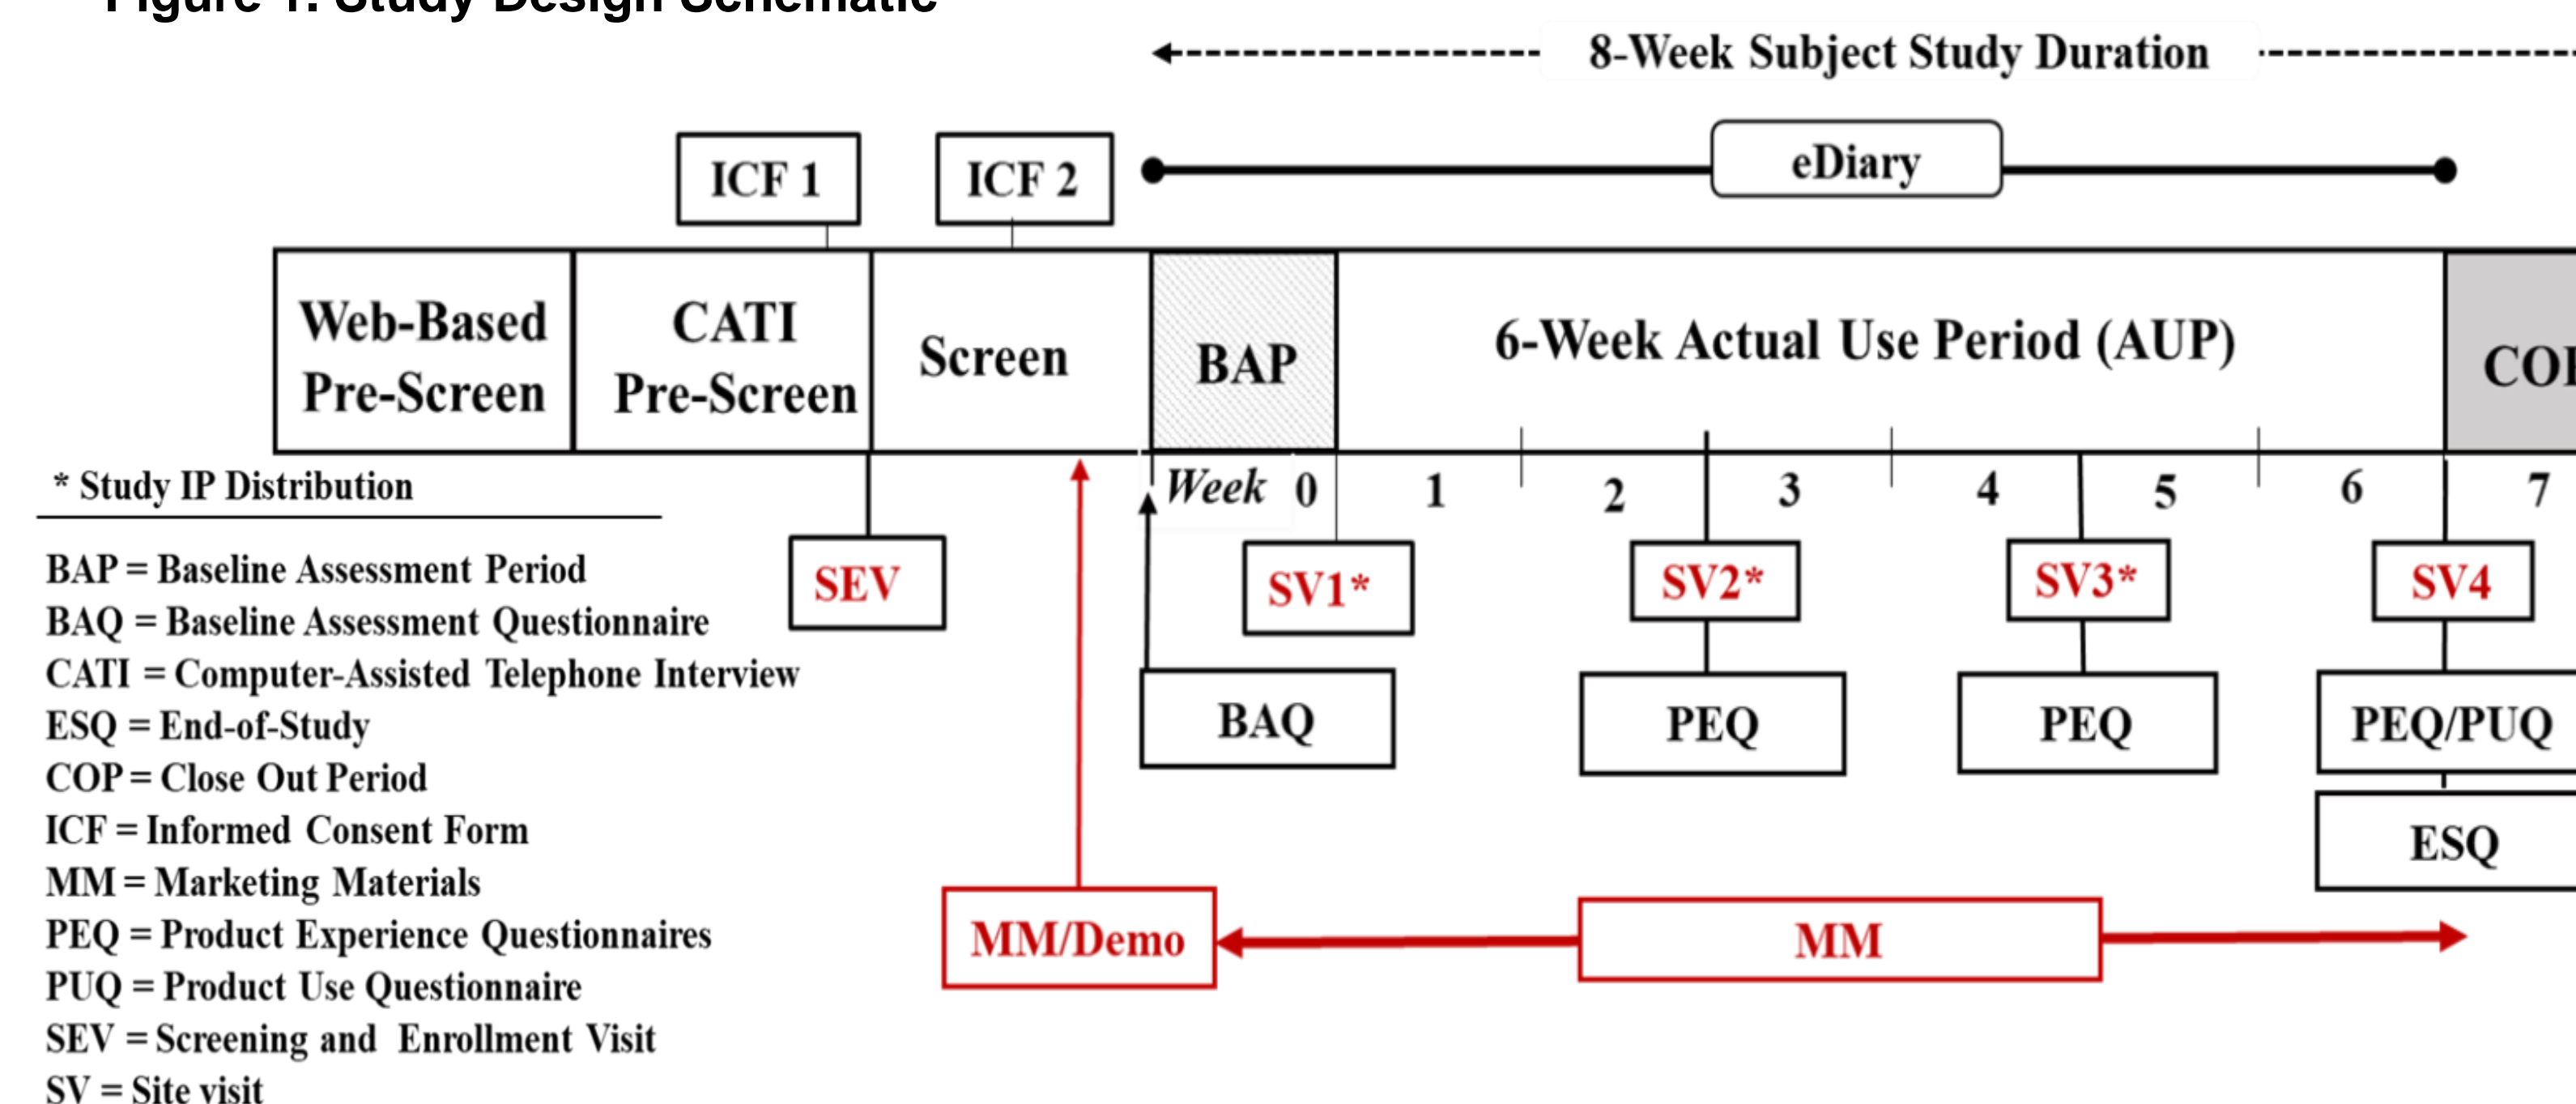 Figure 1. Study Design Schematic
8-Week Subject Study Duration
eDiary
ICF 1
ICF 2
Web-Based
Pre-Screen
CATI
Pre-Screen
Screen
BAP
6-Week Actual Use Period (AUP)
Week 0 1 2 3 4 5 6 7
SEV
SV1*
SV2*
SV3*
SV4
BAQ
PEQ
PEQ
PEQ/PUQ
ESQ
MM/Demo
MM
* Study IP Distribution
BAP = Baseline Assessment Period
BAQ = Baseline Assessment Questionnaire
CATI = Computer-Assisted Telephone Interview
ESQ = End-of-Study
COP = Close Out Period
ICF = Informed Consent Form
MM = Marketing Materials
PEQ = Product Experience Questionnaires
PUQ = Product Use Questionnaire
SEV = Screening and Enrollment Visit
SV = Site visit